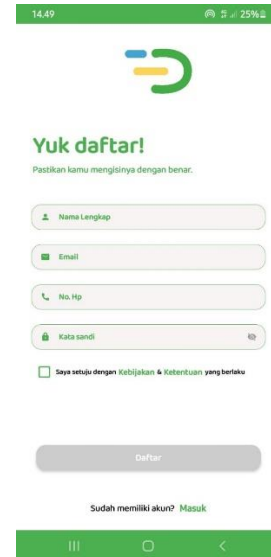 14.49
25%
Yuk daftar!
Pastikan kamu mengisinya dengan benar.
Nama Lengkap
Email
No. Hp
Kata sandi
Saya setuju dengan Kebijakan & Ketentuan yang berlaku
Daftar
Sudah memiliki akun? Masuk